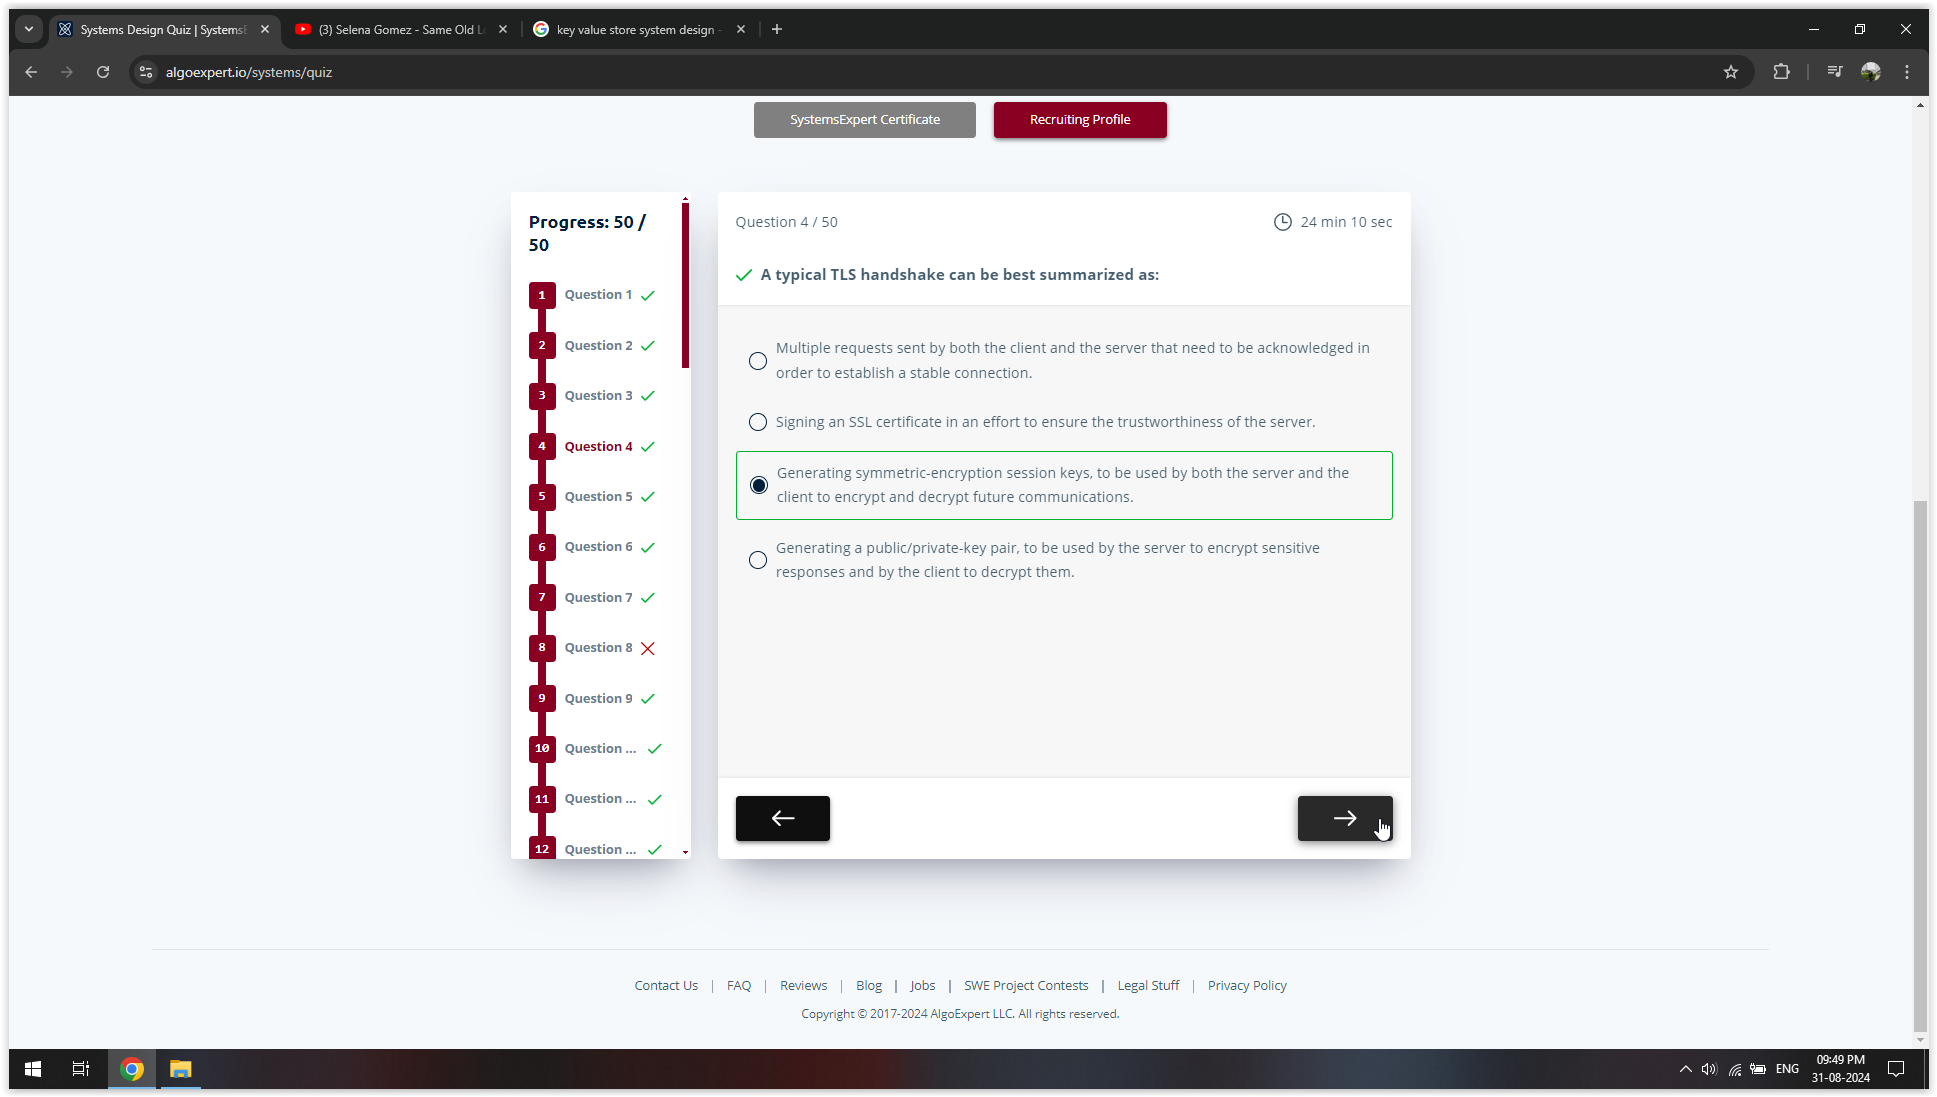 Systems Design Quiz | Systems
(3) Selena Gomez - Same Old L
key value store system design -
algoexpert.io/systems/quiz
SystemsExpert Certificate
Recruiting Profile
Progress: 50 /
50
1 Question 1
2 Question 2
3 Question 3
4 Question 4
5 Question 5
6 Question 6
7 Question 7
8 Question 8
9 Question 9
10 Question ...
11 Question ...
12 Question ...
Question 4 / 50
24 min 10 sec
A typical TLS handshake can be best summarized as:
Multiple requests sent by both the client and the server that need to be acknowledged in
order to establish a stable connection.
Signing an SSL certificate in an effort to ensure the trustworthiness of the server.
Generating symmetric-encryption session keys, to be used by both the server and the
client to encrypt and decrypt future communications.
Generating a public/private-key pair, to be used by the server to encrypt sensitive
responses and by the client to decrypt them.
Contact Us | FAQ | Reviews | Blog | Jobs | SWE Project Contests | Legal Stuff | Privacy Policy
Copyright © 2017-2024 AlgoExpert LLC. All rights reserved.
ENG
09:49 PM
31-08-2024